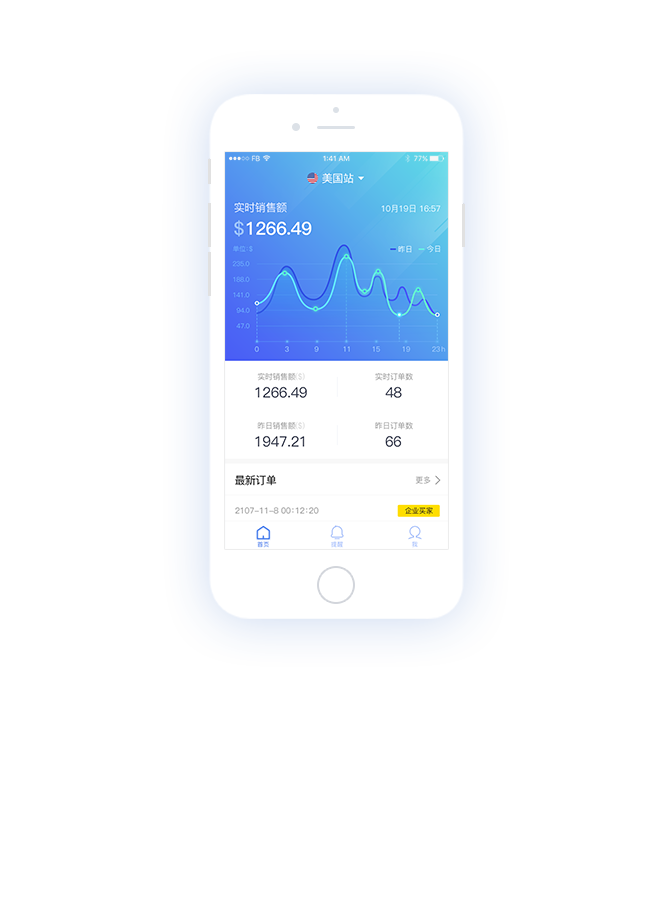 FB 1:41 AM 77%
美国站
实时销售额 10月19日 16:57
$1266.49
单位:$ 昨日 今日
235.0
188.0
141.0
94.0
47.0
0 3 9 11 15 19 23h
实时销售额($) 实时订单数
1266.49 48
昨日销售额($) 昨日订单数
1947.21 66
最新订单 更多
2107-11-8 00:12:20 企业买家
首页 提醒 我